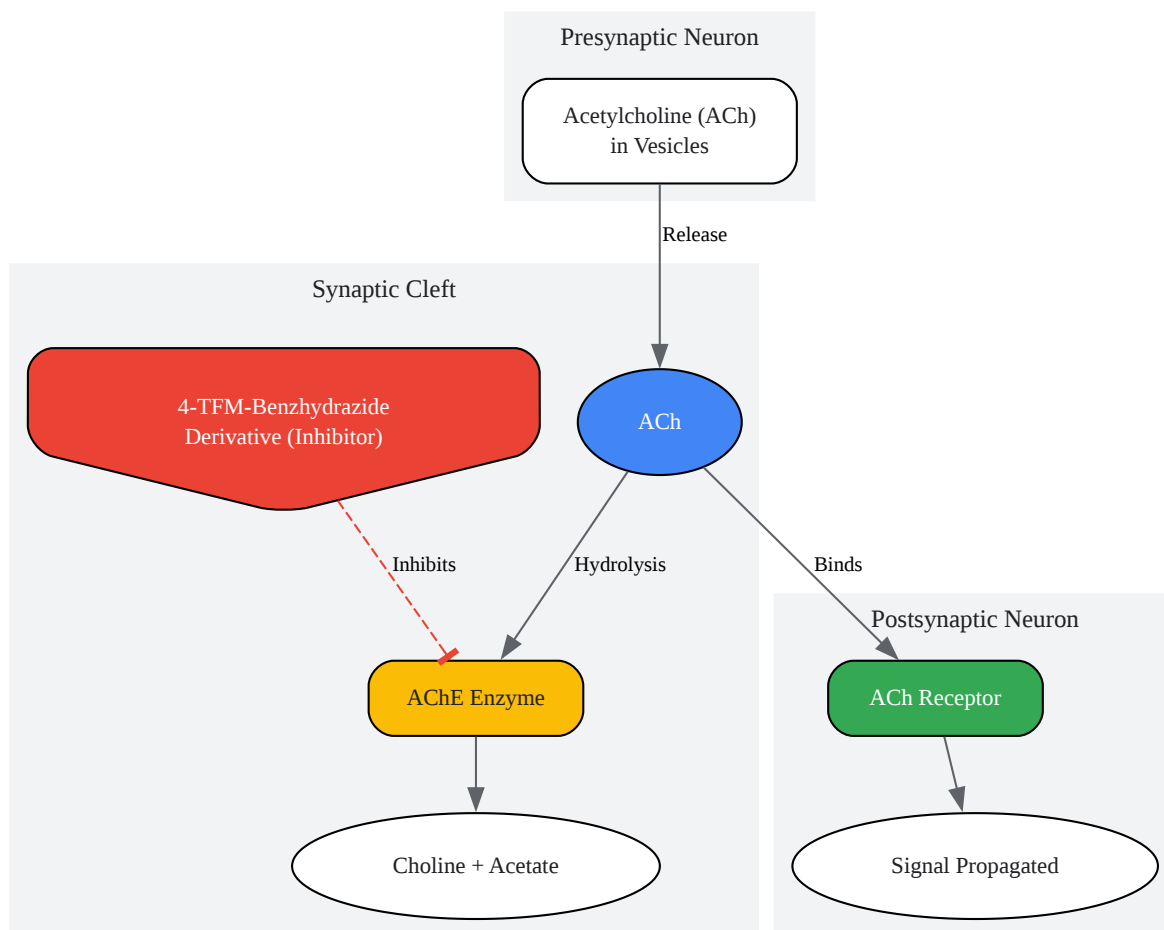 Presynaptic Neuron
Acetylcholine (ACh)
in Vesicles
Release
Synaptic Cleft
4-TFM-Benzhydrazide
Derivative (Inhibitor)
ACh
Inhibits
Hydrolysis
Binds
Postsynaptic Neuron
AChE Enzyme
ACh Receptor
Choline + Acetate
Signal Propagated